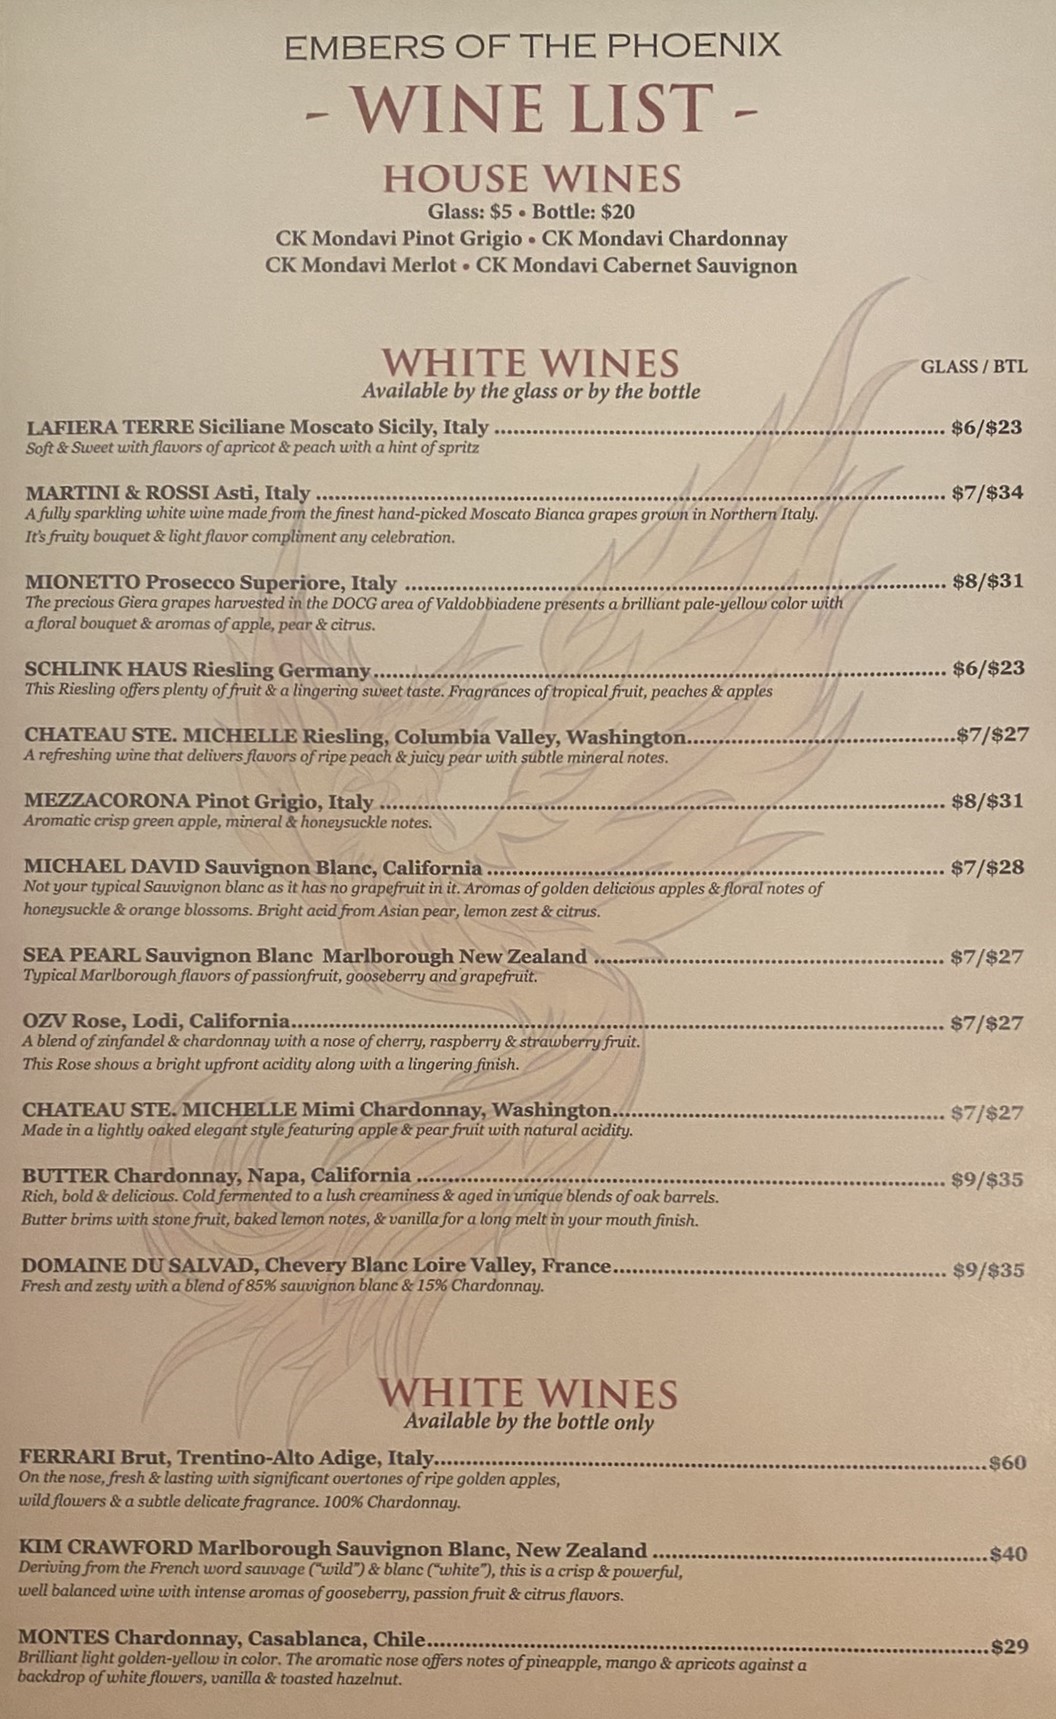 EMBERS OF THE PHOENIX
- WINE LIST -
HOUSE WINES
Glass: $5 • Bottle: $20
CK Mondavi Pinot Grigio • CK Mondavi Chardonnay
CK Mondavi Merlot • CK Mondavi Cabernet Sauvignon
WHITE WINES
GLASS / BTL
Available by the glass or by the bottle
LAFIERA TERRE Siciliane Moscato Sicily, Italy ........ $6/$23
Soft & Sweet with flavors of apricot & peach with a hint of spritz
MARTINI & ROSSI Asti, Italy ........ $7/$34
A fully sparkling white wine made from the finest hand-picked Moscato Bianca grapes grown in Northern Italy.
It's fruity bouquet & light flavor compliment any celebration.
MIONETTO Prosecco Superiore, Italy ........ $8/$31
The precious Giera grapes harvested in the DOCG area of Valdobbiadene presents a brilliant pale-yellow color with
a floral bouquet & aromas of apple, pear & citrus.
SCHLINK HAUS Riesling Germany........ $6/$23
This Riesling offers plenty of fruit & a lingering sweet taste. Fragrances of tropical fruit, peaches & apples
CHATEAU STE. MICHELLE Riesling, Columbia Valley, Washington........$7/$27
A refreshing wine that delivers flavors of ripe peach & juicy pear with subtle mineral notes.
MEZZACORONA Pinot Grigio, Italy ........ $8/$31
Aromatic crisp green apple, mineral & honeysuckle notes.
MICHAEL DAVID Sauvignon Blanc, California ........ $7/$28
Not your typical Sauvignon blanc as it has no grapefruit in it. Aromas of golden delicious apples & floral notes of
honeysuckle & orange blossoms. Bright acid from Asian pear, lemon zest & citrus.
SEA PEARL Sauvignon Blanc Marlborough New Zealand ........ $7/$27
Typical Marlborough flavors of passionfruit, gooseberry and grapefruit.
OZV Rose, Lodi, California........ $7/$27
A blend of zinfandel & chardonnay with a nose of cherry, raspberry & strawberry fruit.
This Rose shows a bright upfront acidity along with a lingering finish.
CHATEAU STE. MICHELLE Mimi Chardonnay, Washington........ $7/$27
Made in a lightly oaked elegant style featuring apple & pear fruit with natural acidity.
BUTTER Chardonnay, Napa, California ........ $9/$35
Rich, bold & delicious. Cold fermented to a lush creaminess & aged in unique blends of oak barrels.
Butter brims with stone fruit, baked lemon notes, & vanilla for a long melt in your mouth finish.
DOMAINE DU SALVAD, Chevery Blanc Loire Valley, France........ $9/$35
Fresh and zesty with a blend of 85% sauvignon blanc & 15% Chardonnay.
WHITE WINES
Available by the bottle only
FERRARI Brut, Trentino-Alto Adige, Italy........$60
On the nose, fresh & lasting with significant overtones of ripe golden apples,
wild flowers & a subtle delicate fragrance. 100% Chardonnay.
KIM CRAWFORD Marlborough Sauvignon Blanc, New Zealand ........$40
Deriving from the French word sauvage ("wild") & blanc ("white"), this is a crisp & powerful,
well balanced wine with intense aromas of gooseberry, passion fruit & citrus flavors.
MONTES Chardonnay, Casablanca, Chile........$29
Brilliant light golden-yellow in color. The aromatic nose offers notes of pineapple, mango & apricots against a
backdrop of white flowers, vanilla & toasted hazelnut.